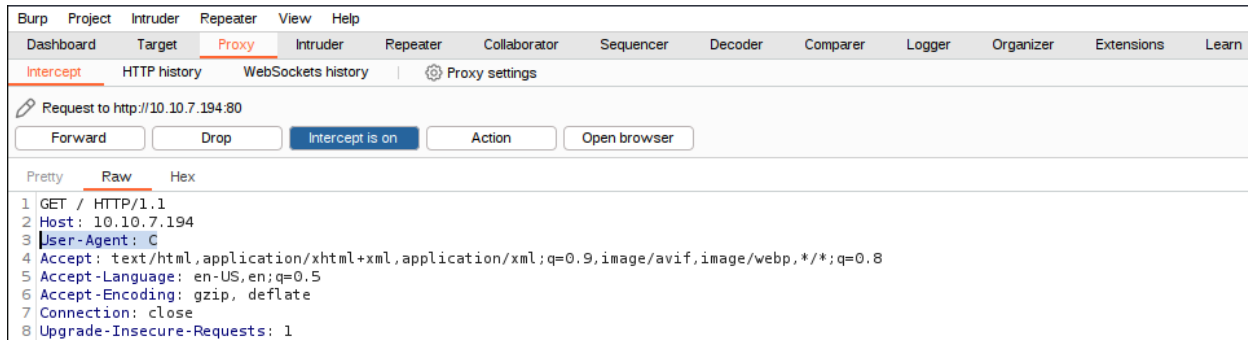 Burp Project Intruder Repeater View Help
Dashboard Target Proxy Intruder Repeater Collaborator Sequencer Decoder Comparer Logger Organizer Extensions Learn
Intercept HTTP history WebSockets history Proxy settings
Request to http://10.10.7.194:80
Forward Drop Intercept is on Action Open browser
Pretty Raw Hex
1 GET / HTTP/1.1
2 Host: 10.10.7.194
3 User-Agent: C
4 Accept: text/html,application/xhtml+xml,application/xml;q=0.9,image/avif,image/webp,*/*;q=0.8
5 Accept-Language: en-US,en;q=0.5
6 Accept-Encoding: gzip, deflate
7 Connection: close
8 Upgrade-Insecure-Requests: 1